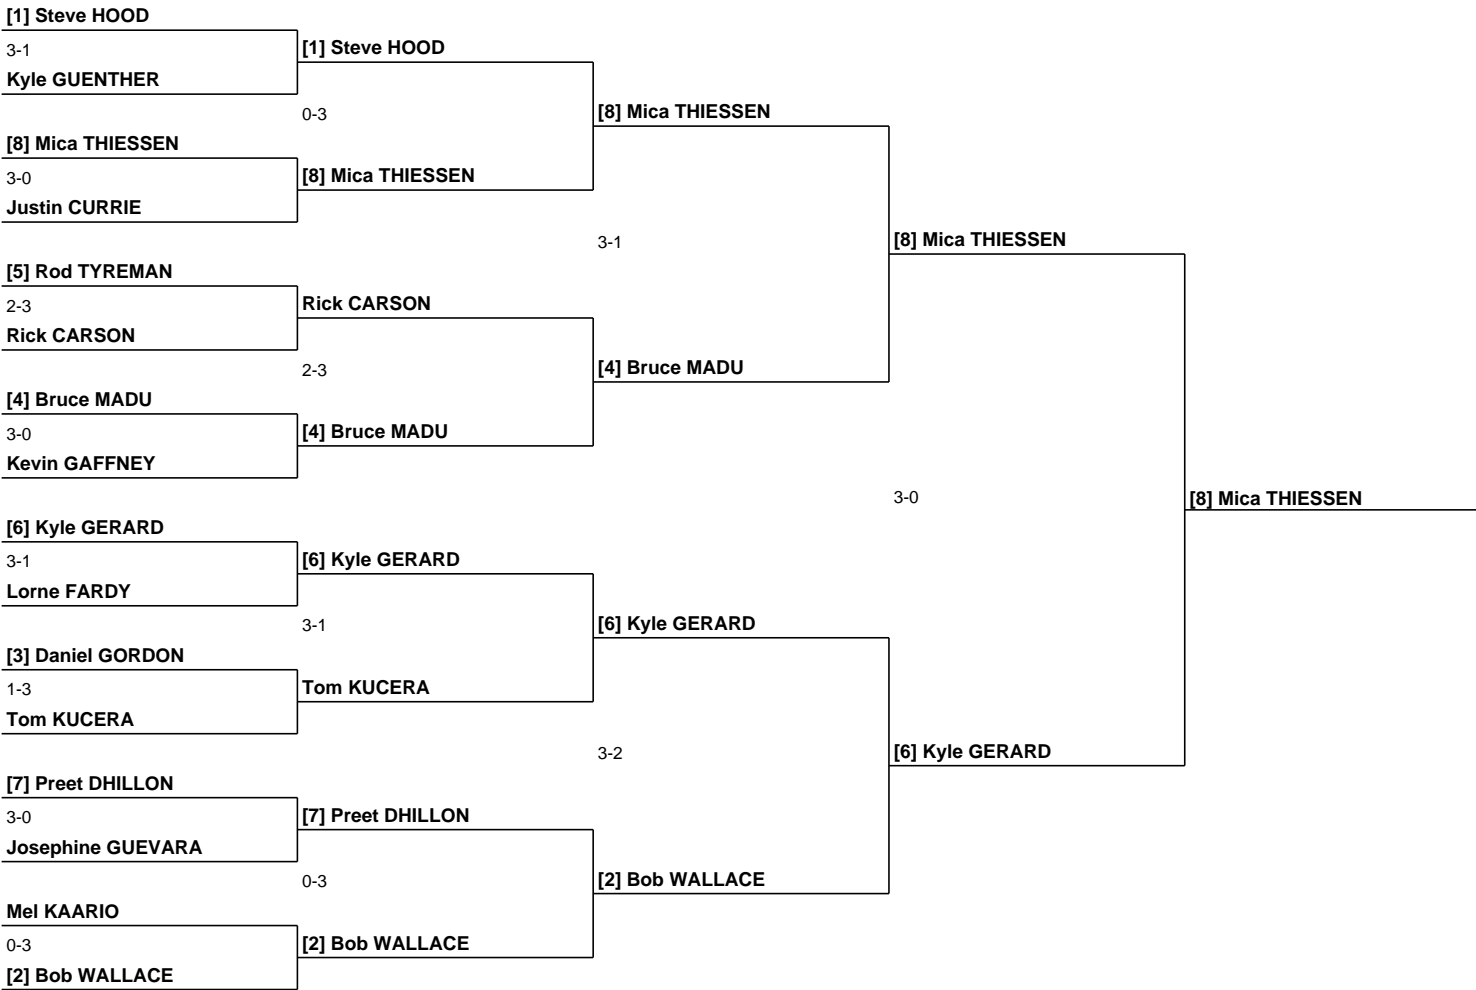 [1] Steve HOOD
3-1
Kyle GUENTHER
[8] Mica THIESSEN
3-0
Justin CURRIE
[5] Rod TYREMAN
2-3
Rick CARSON
[4] Bruce MADU
3-0
Kevin GAFFNEY
[6] Kyle GERARD
3-1
Lorne FARDY
[3] Daniel GORDON
1-3
Tom KUCERA
[7] Preet DHILLON
3-0
Josephine GUEVARA
Mel KAARIO
0-3
[2] Bob WALLACE
[1] Steve HOOD
0-3
[8] Mica THIESSEN
Rick CARSON
2-3
[4] Bruce MADU
[6] Kyle GERARD
3-1
Tom KUCERA
[7] Preet DHILLON
0-3
[2] Bob WALLACE
[8] Mica THIESSEN
3-1
[4] Bruce MADU
[6] Kyle GERARD
3-2
[2] Bob WALLACE
[8] Mica THIESSEN
3-0
[6] Kyle GERARD
[8] Mica THIESSEN